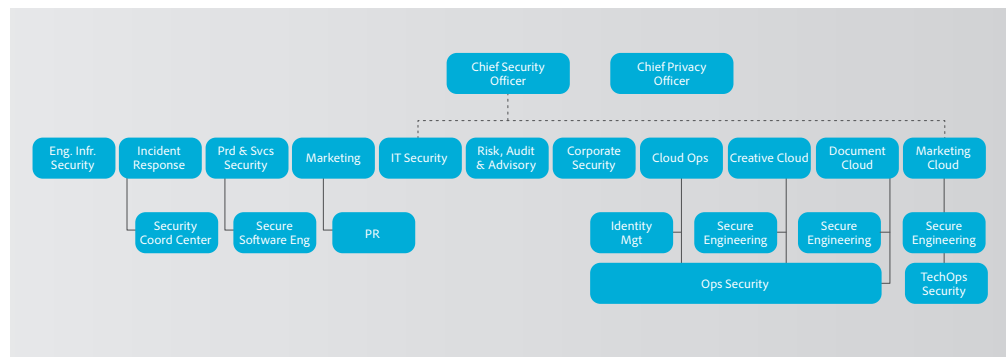 Chief Security
Officer
Chief Privacy
Officer
Eng. Infr.
Security
Incident
Response
Prd & Svcs
Security
Marketing
IT Security
Risk, Audit
& Advisory
Corporate
Security
Cloud Ops
Creative Cloud
Document
Cloud
Marketing
Cloud
Security
Coord Center
Secure
Software Eng
PR
Identity
Mgt
Secure
Engineering
Secure
Engineering
Secure
Engineering
Ops Security
TechOps
Security